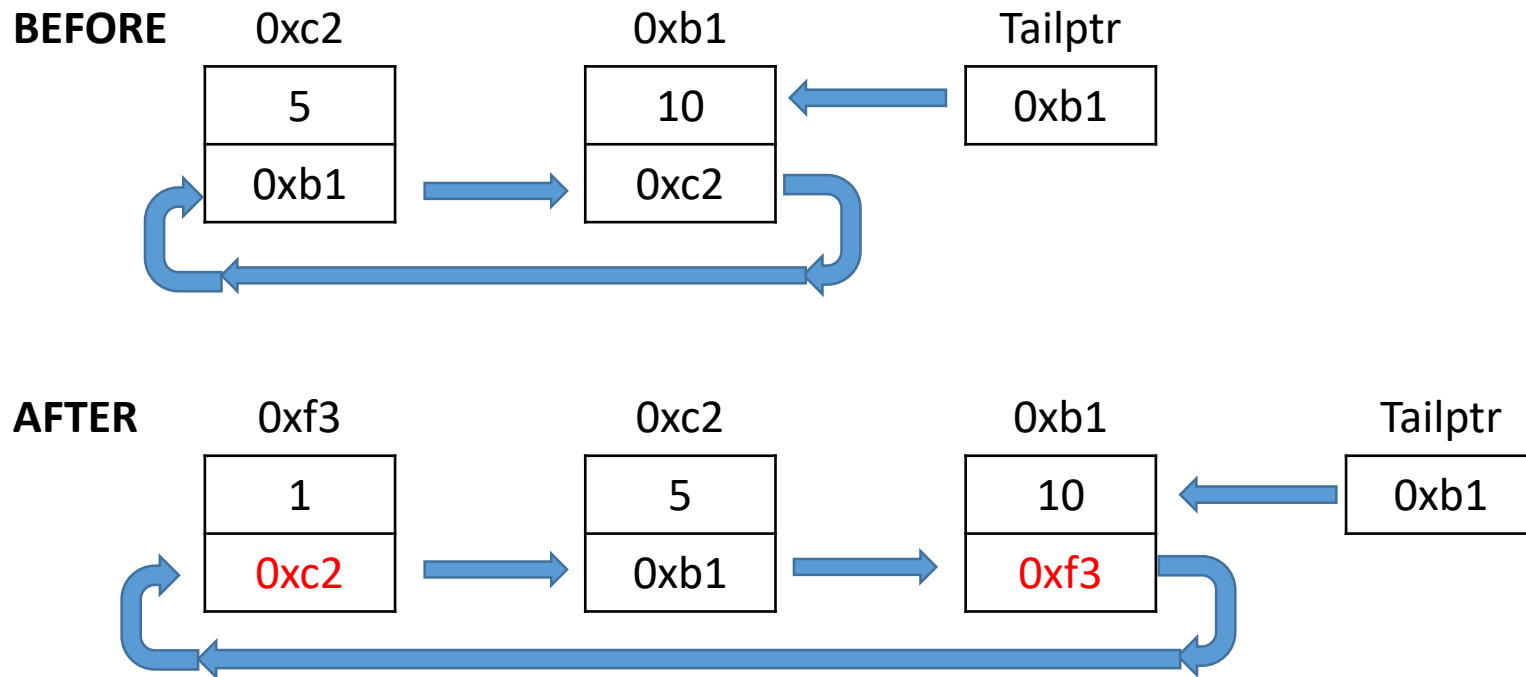 BEFORE 0xc2 0xb1 Tailptr
5 10 0xb1
0xb1 0xc2
AFTER 0xf3 0xc2 0xb1 Tailptr
1 5 10 0xb1
0xc2 0xb1 0xf3